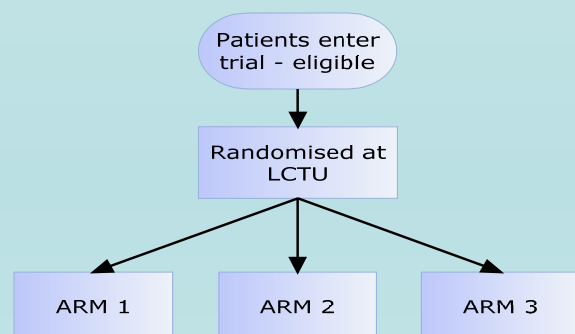 Patients enter
trial - eligible
Randomised at
LCTU
ARM 1
ARM 2
ARM 3